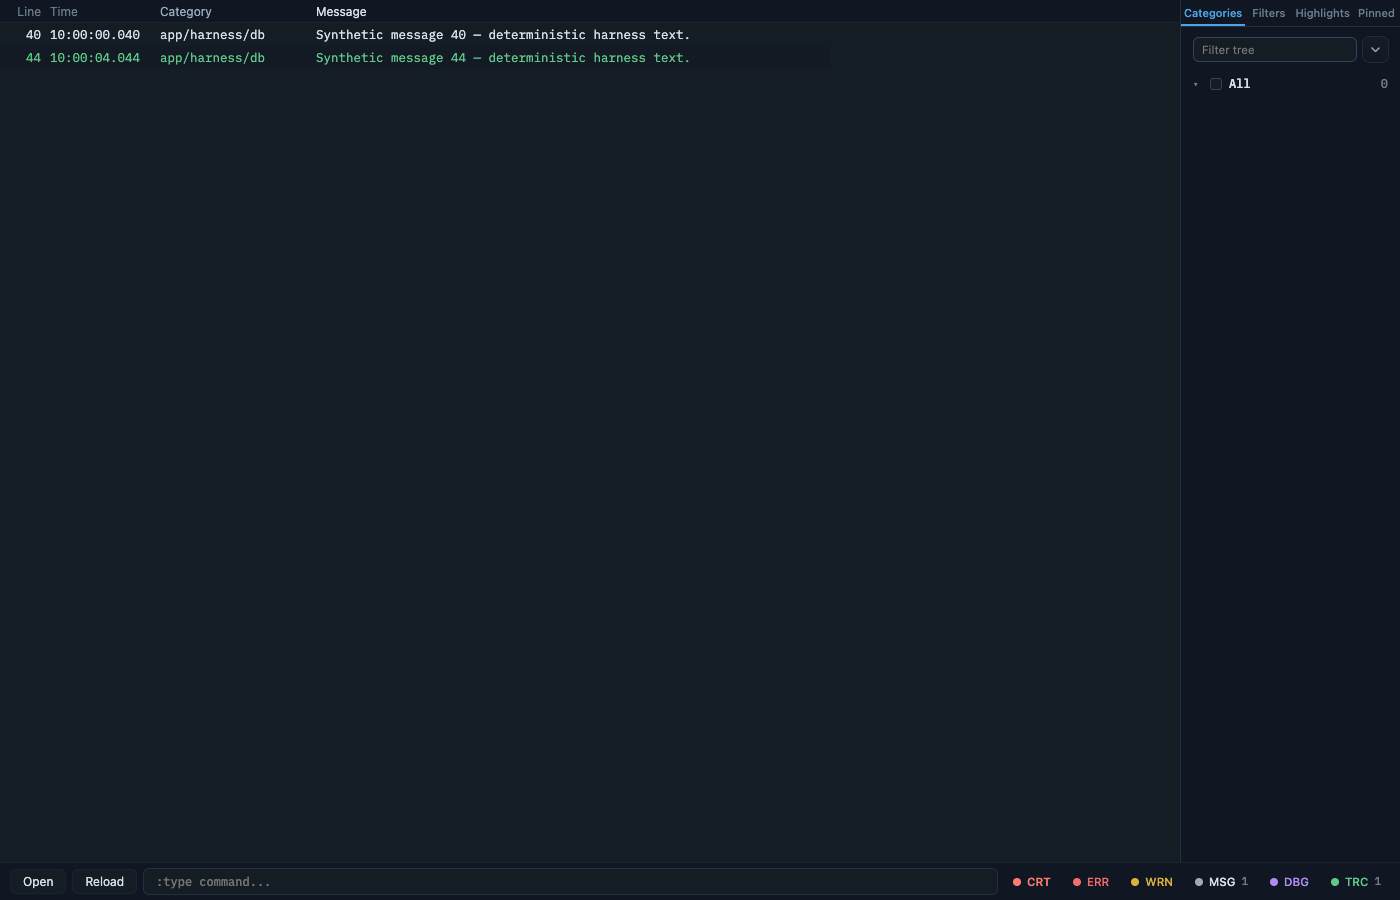 Line Time Category Message
40 10:00:00.040 app/harness/db Synthetic message 40 — deterministic harness text.
44 10:00:04.044 app/harness/db Synthetic message 44 — deterministic harness text.
Categories Filters Highlights Pinned
Filter tree
All 0
Open Reload :type command... CRT ERR WRN MSG 1 DBG TRC 1